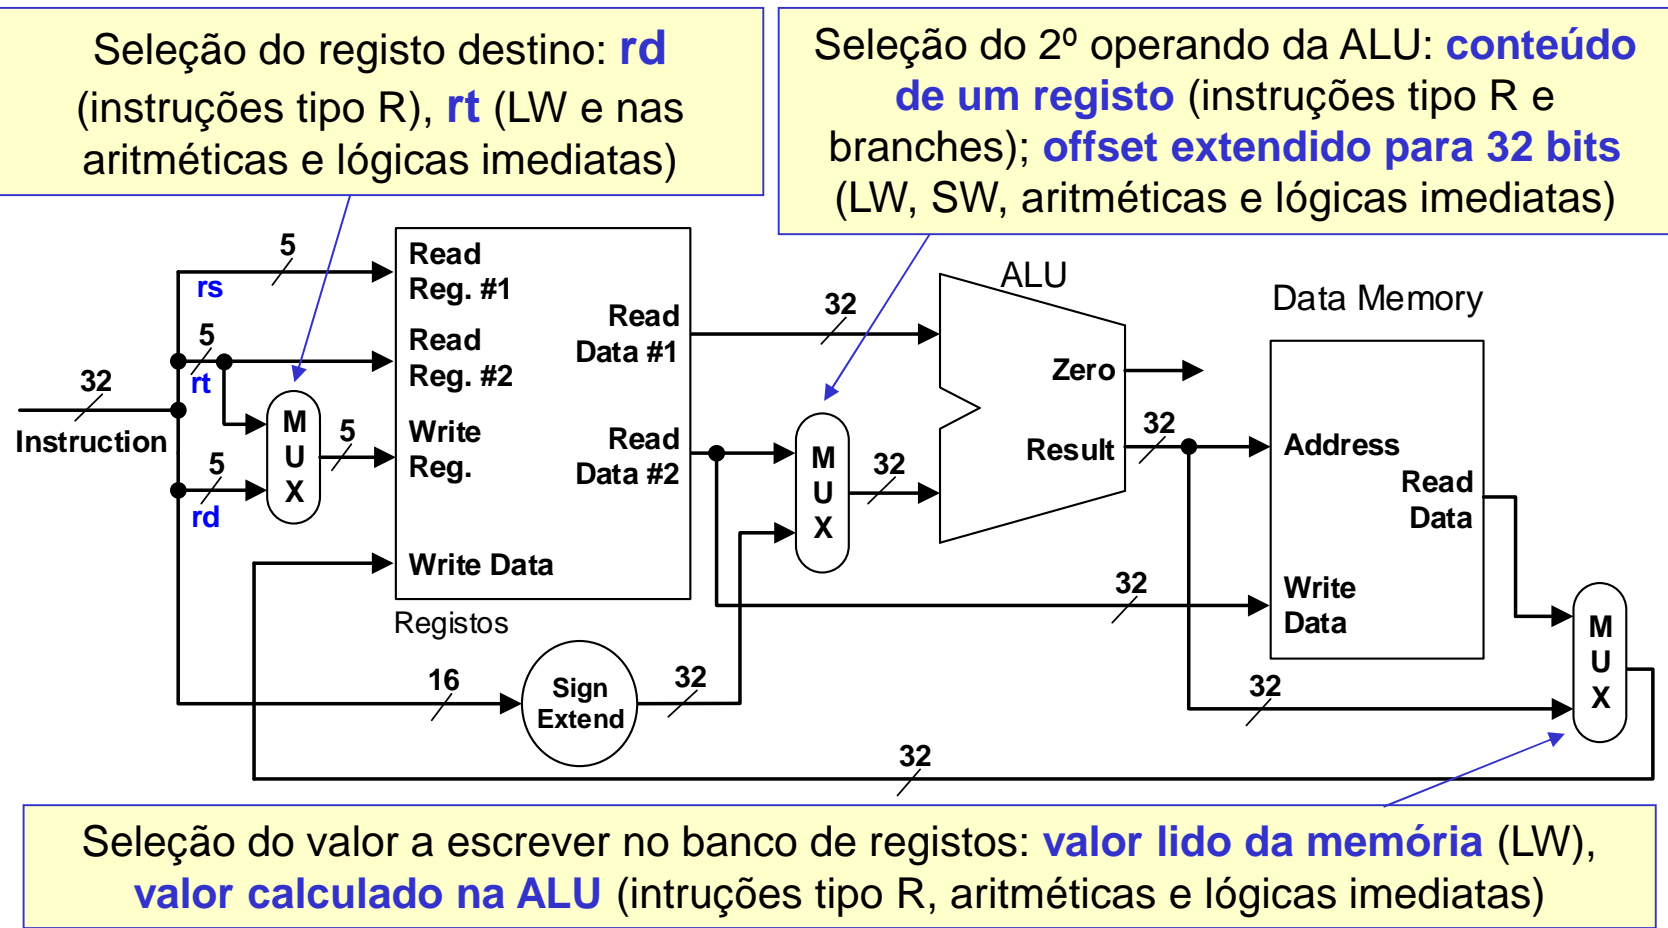 Seleção do registo destino: rd
(instruções tipo R), rt (LW e nas
aritméticas e lógicas imediatas)
Seleção do 2º operando da ALU: conteúdo
de um registo (instruções tipo R e
branches); offset extendido para 32 bits
(LW, SW, aritméticas e lógicas imediatas)
32
Instruction
5
rs
5
rt
5
rd
M
U
X
5
Read
Reg. #1
Read
Reg. #2
Write
Reg.
Write Data
Read
Data #1
Read
Data #2
Registos
16
Sign
Extend
32
32
M
U
X
32
ALU
Zero
Result
32
32
Data Memory
Address
Read
Data
Write
Data
32
M
U
X
32
Seleção do valor a escrever no banco de registos: valor lido da memória (LW),
valor calculado na ALU (intruções tipo R, aritméticas e lógicas imediatas)